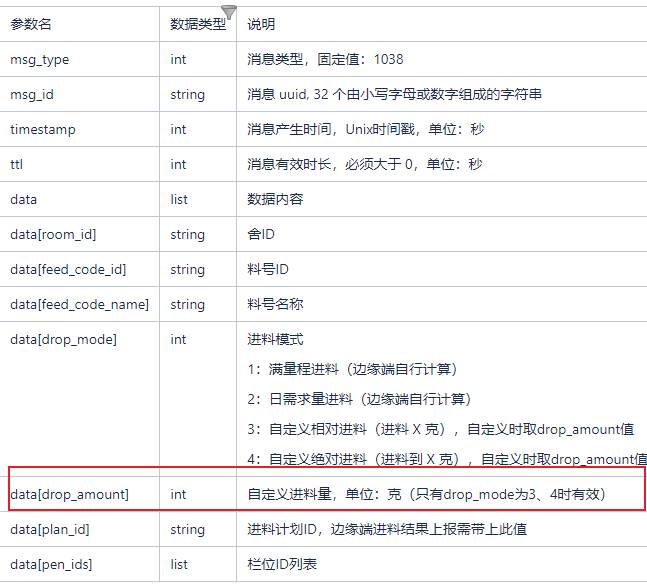 参数名 数据类型 说明
msg_type int 消息类型，固定值：1038
msg_id string 消息 uuid, 32 个由小写字母或数字组成的字符串
timestamp int 消息产生时间，Unix时间戳，单位：秒
ttl int 消息有效时长，必须大于 0，单位：秒
data list 数据内容
data[room_id] string 舍ID
data[feed_code_id] string 料号ID
data[feed_code_name] string 料号名称
data[drop_mode] int 进料模式
1：满量程进料（边缘端自行计算）
2：日需求量进料（边缘端自行计算）
3：自定义相对进料（进料 X 克），自定义时取drop_amount值
4：自定义绝对进料（进料到 X 克），自定义时取drop_amount值
data[drop_amount] int 自定义进料量，单位：克（只有drop_mode为3、4时有效）
data[plan_id] string 进料计划ID，边缘端进料结果上报需带上此值
data[pen_ids] list 栏位ID列表